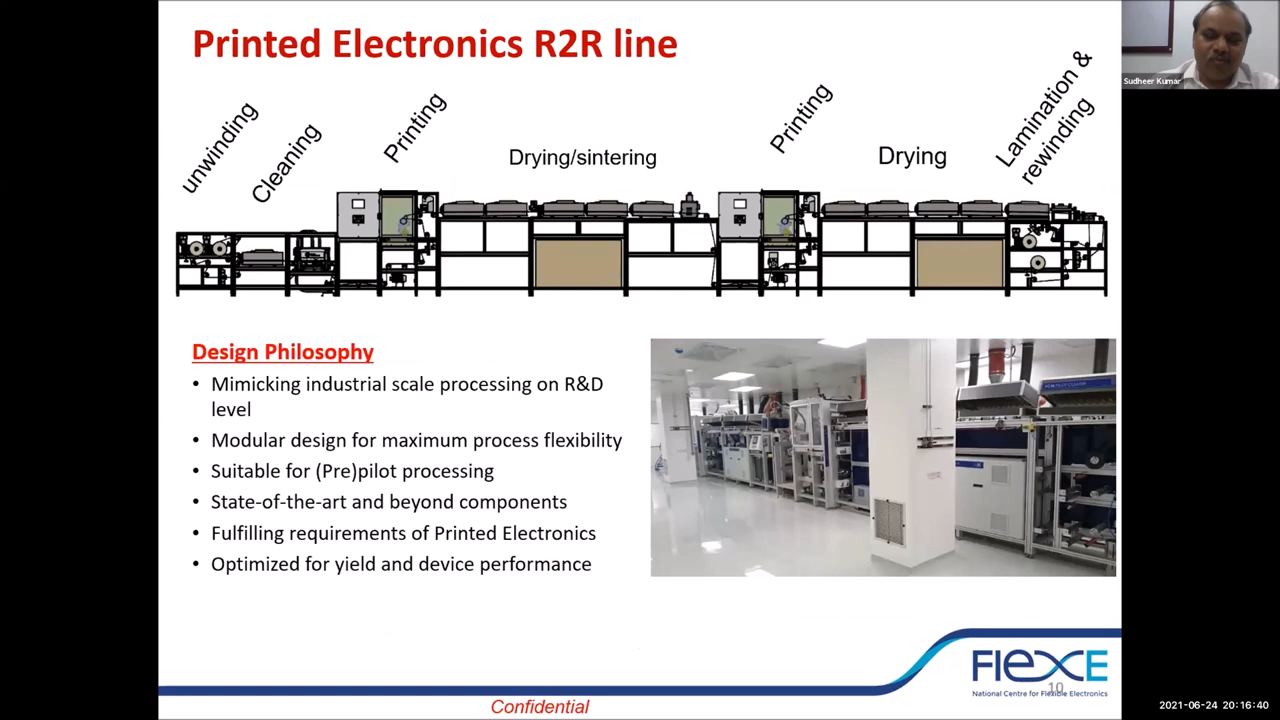 Printed Electronics R2R line
Sudheer Kumar
unwinding
Cleaning
Printing
Drying/sintering
Printing
Drying
Lamination &
rewinding
Design Philosophy
• Mimicking industrial scale processing on R&D
level
• Modular design for maximum process flexibility
• Suitable for (Pre)pilot processing
• State-of-the-art and beyond components
• Fulfilling requirements of Printed Electronics
• Optimized for yield and device performance
FlexE
National Centre for Flexible Electronics
10
Confidential
2021-06-24 20:16:40